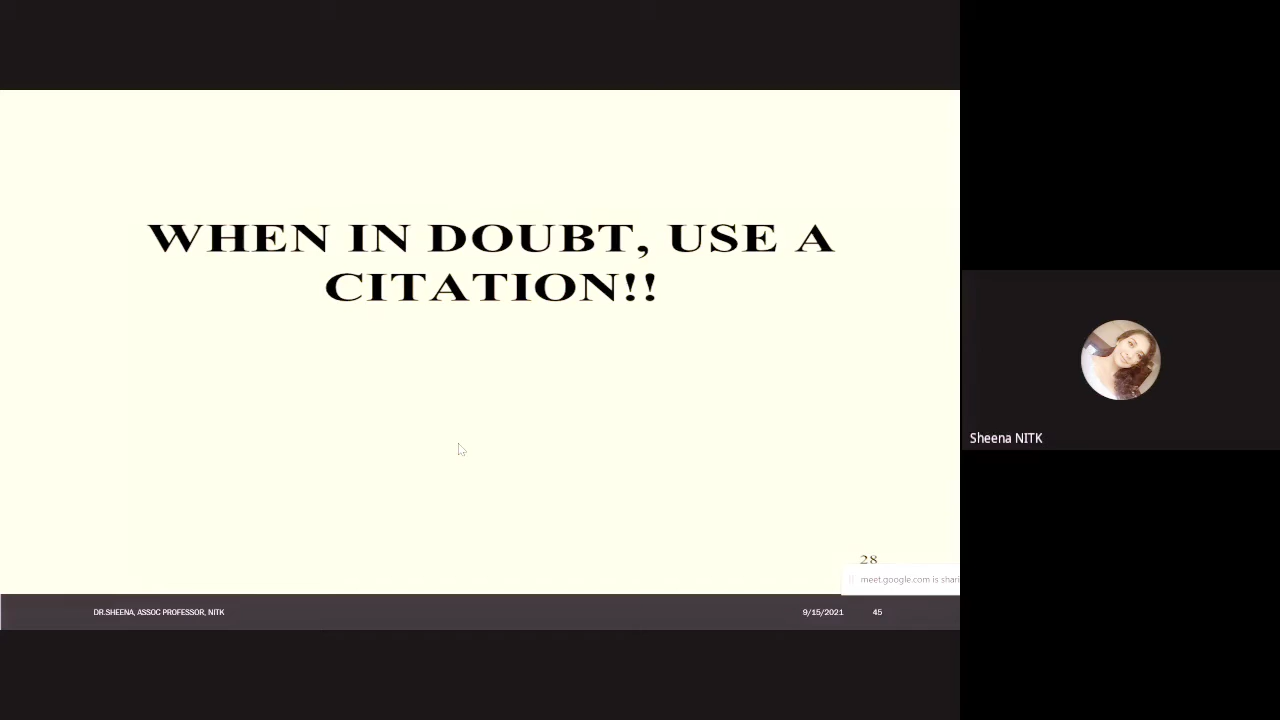 WHEN IN DOUBT, USE A
CITATION!!
Sheena NITK
28
meet.google.com is shari
DR.SHEENA, ASSOC PROFESSOR, NITK
9/15/2021
45